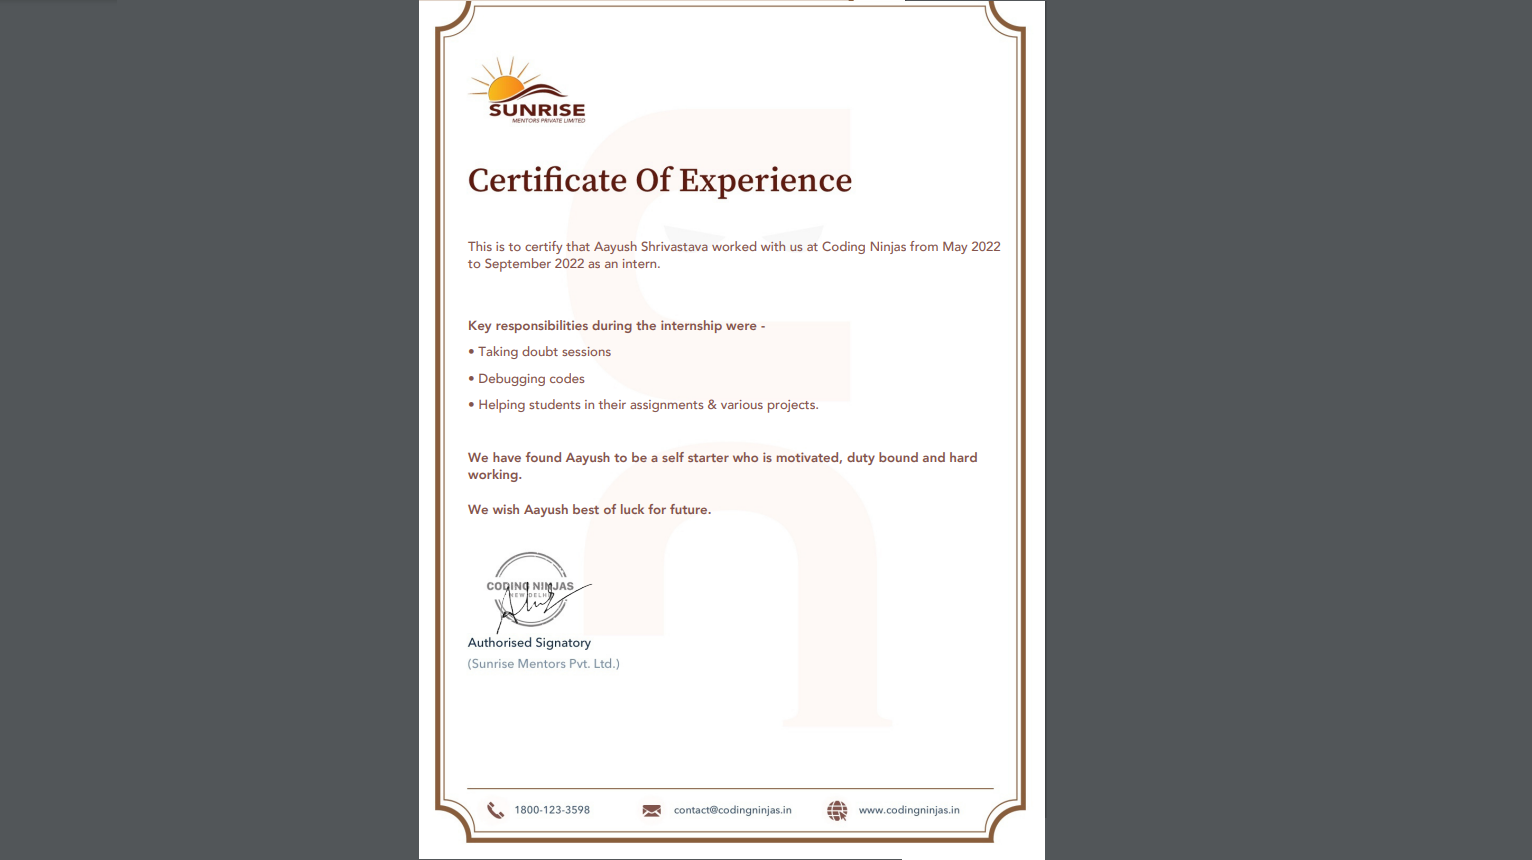 SUNRISE
MENTORS PRIVATE LIMITED
Certificate Of Experience
This is to certify that Aayush Shrivastava worked with us at Coding Ninjas from May 2022
to September 2022 as an intern.
Key responsibilities during the internship were -
• Taking doubt sessions
• Debugging codes
• Helping students in their assignments & various projects.
We have found Aayush to be a self starter who is motivated, duty bound and hard
working.
We wish Aayush best of luck for future.
CODING NINJAS
NEW DELHI
Authorised Signatory
(Sunrise Mentors Pvt. Ltd.)
1800-123-3598 contact@codingninjas.in www.codingninjas.in